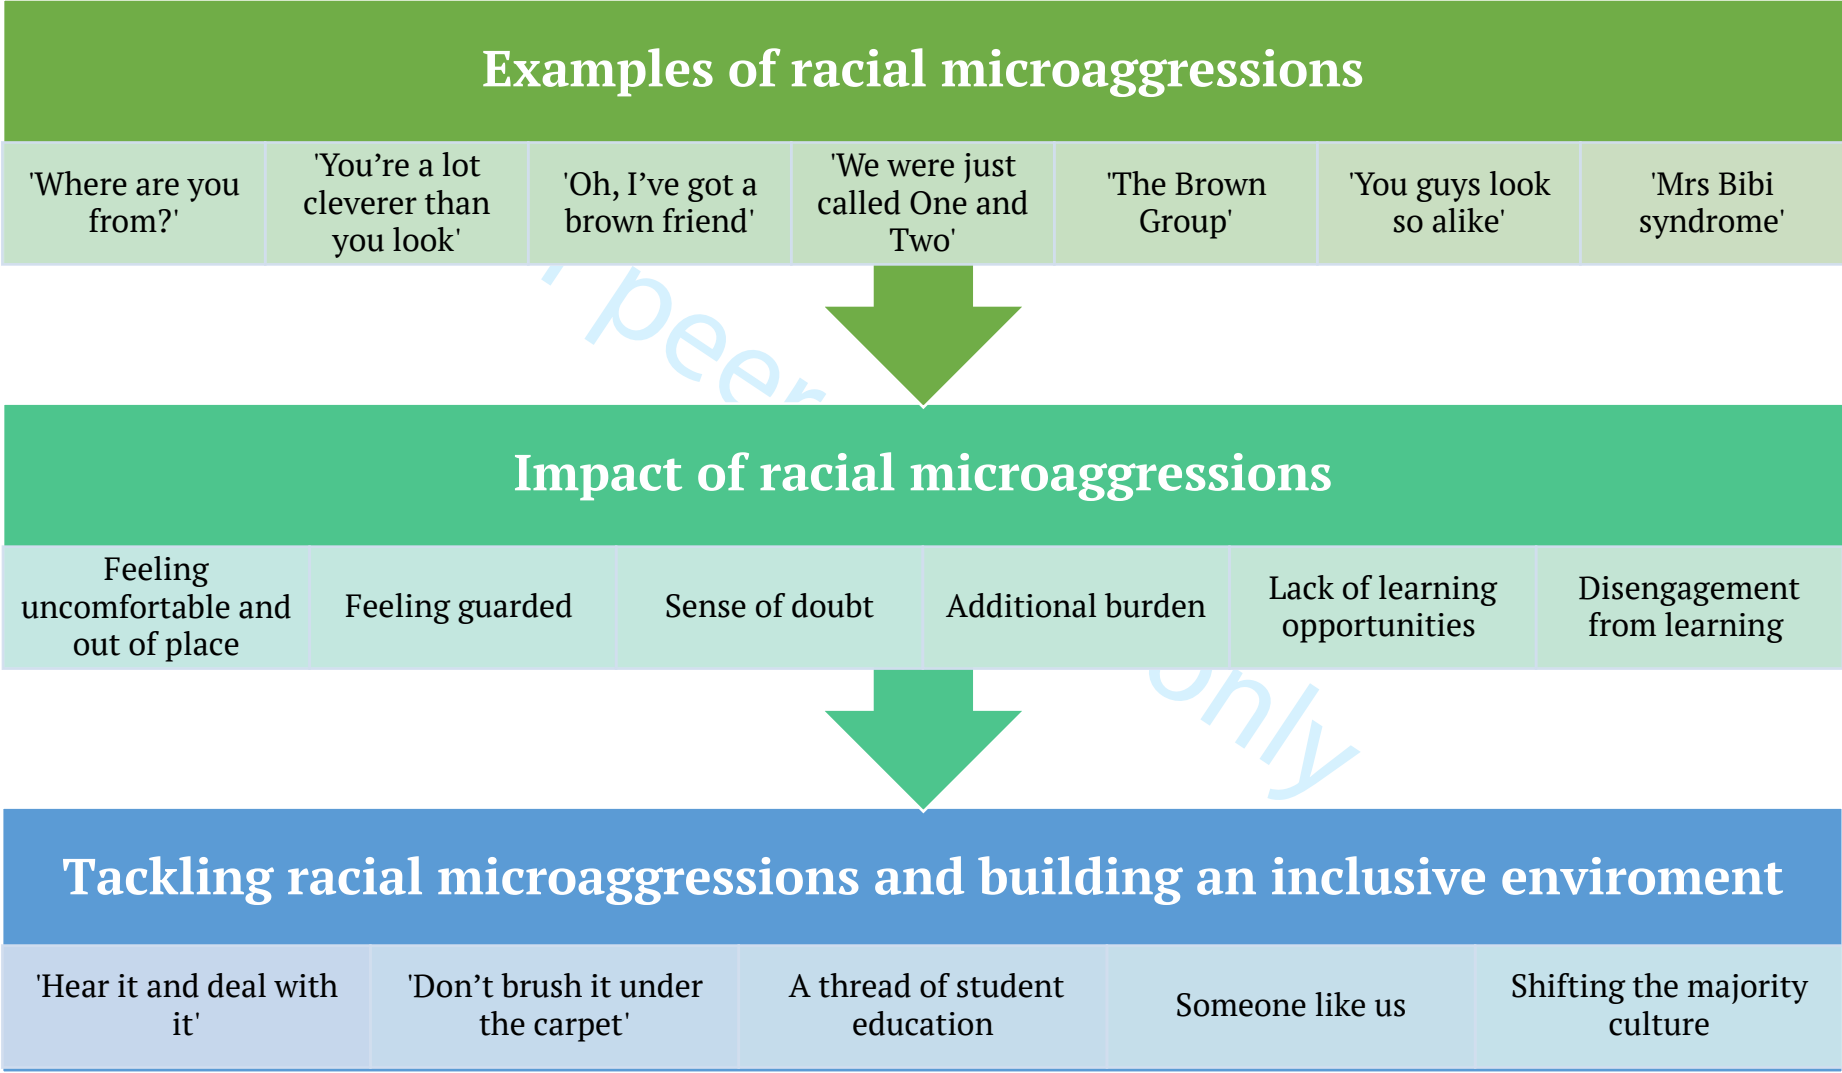 Examples of racial microaggressions
'Where are you
from?'
'You’re a lot
cleverer than
you look'
'Oh, I’ve got a
brown friend'
'We were just
called One and
Two'
'The Brown
Group'
'You guys look
so alike'
'Mrs Bibi
syndrome'
peer
Impact of racial microaggressions
Feeling
uncomfortable and
out of place
Feeling guarded
Sense of doubt
Additional burden
Lack of learning
opportunities
Disengagement
from learning
only
Tackling racial microaggressions and building an inclusive enviroment
'Hear it and deal with
it'
'Don’t brush it under
the carpet'
A thread of student
education
Someone like us
Shifting the majority
culture